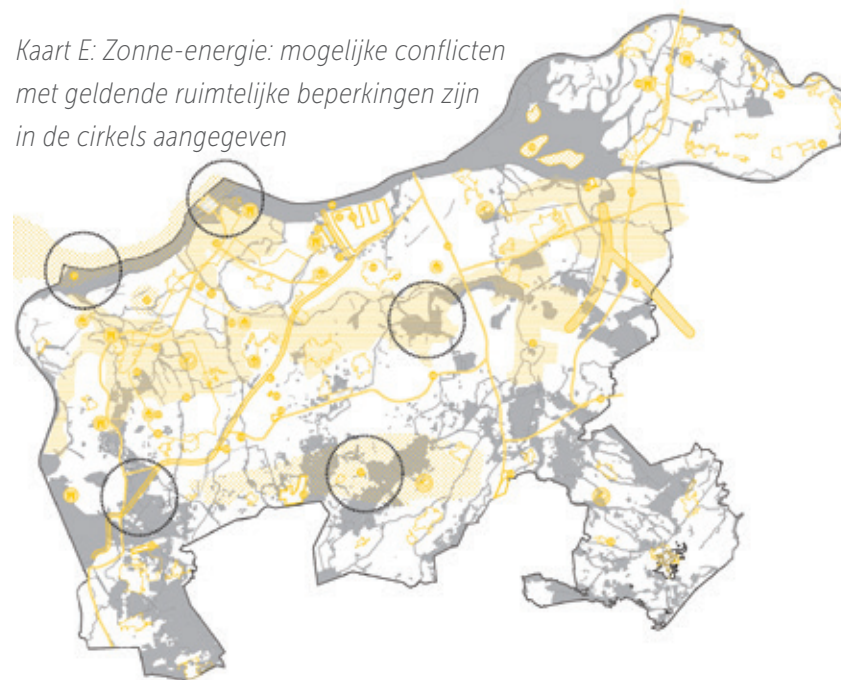 Kaart E: Zonne-energie: mogelijke conflicten
met geldende ruimtelijke beperkingen zijn
in de cirkels aangegeven